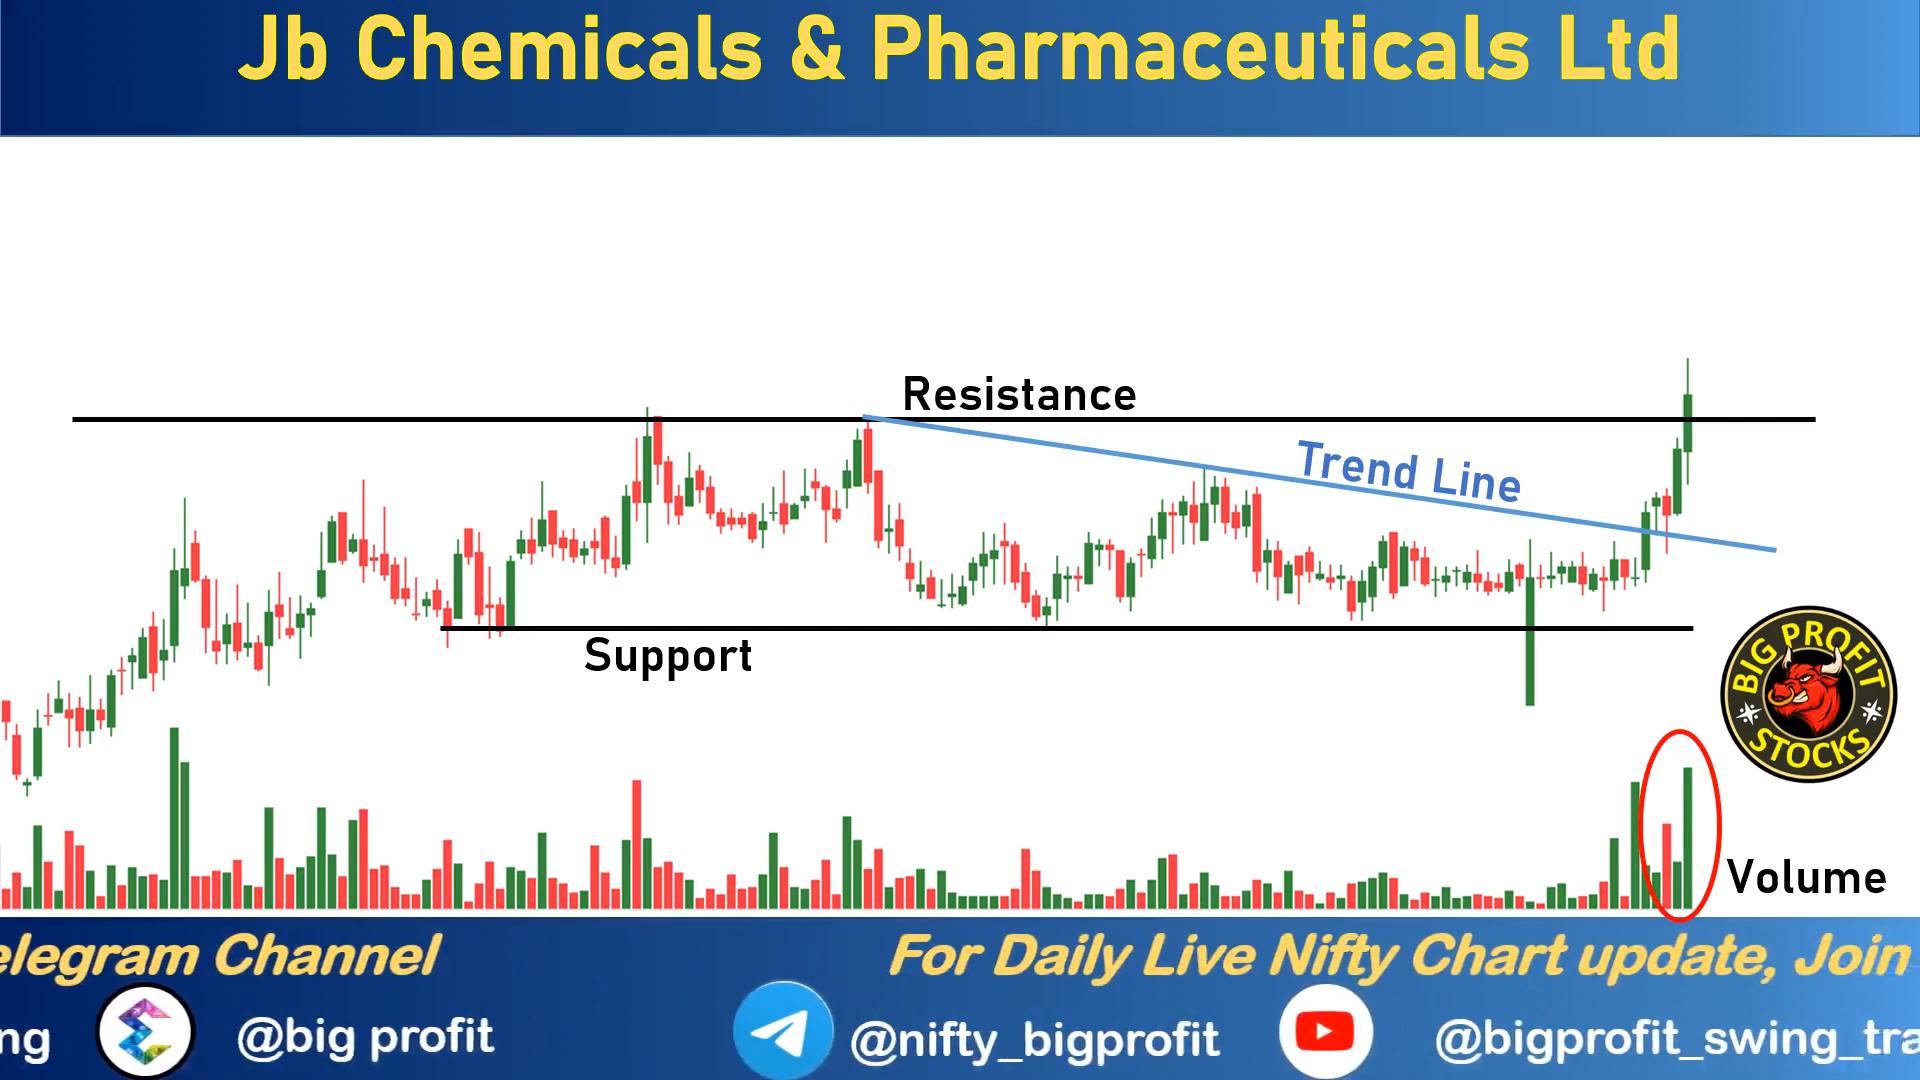 Jb Chemicals & Pharmaceuticals Ltd
Resistance
Trend Line
Support
BIG PROFIT
STOCKS
Volume
elegram Channel
For Daily Live Nifty Chart update, Join
ng
@big profit
@nifty_bigprofit
@bigprofit_swing_tra